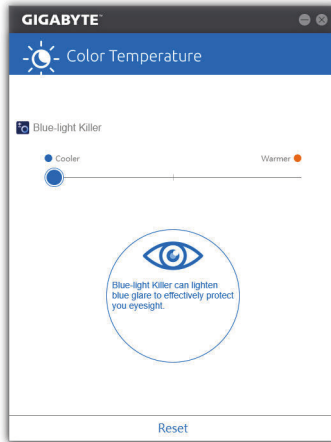 GIGABYTE™
Color Temperature
Blue-light Killer
Cooler Warmer
Blue-light Killer can lighten
blue glare to effectively protect
you eyesight.
Reset